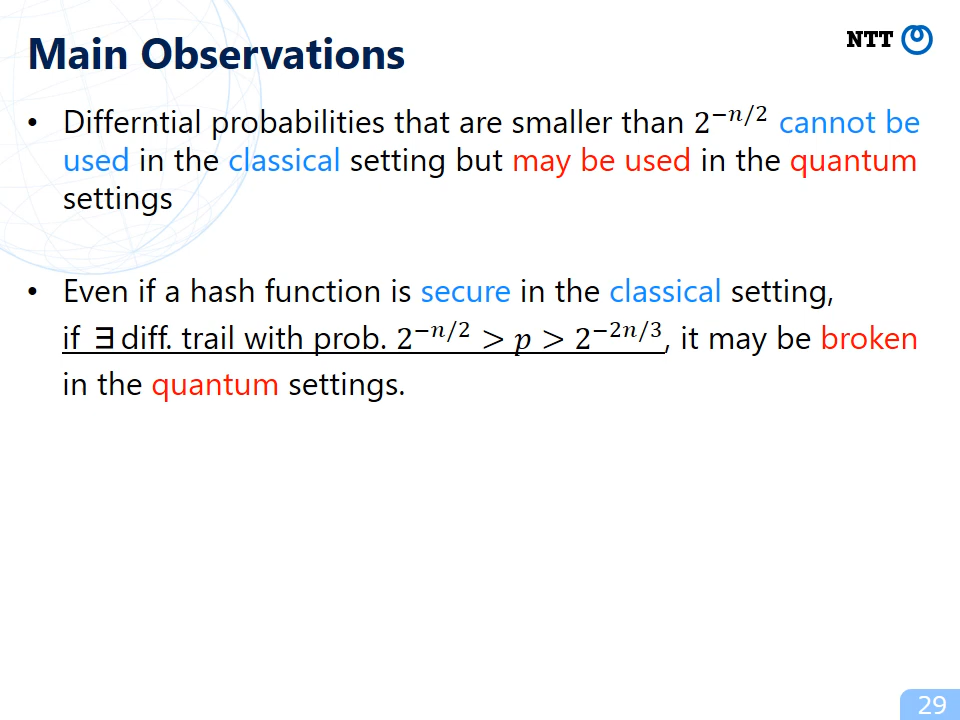 Main Observations
NTT
• Differntial probabilities that are smaller than 2^{-n/2} cannot be
used in the classical setting but may be used in the quantum
settings
• Even if a hash function is secure in the classical setting,
if ∃ diff. trail with prob. 2^{-n/2} > p > 2^{-2n/3}, it may be broken
in the quantum settings.
29